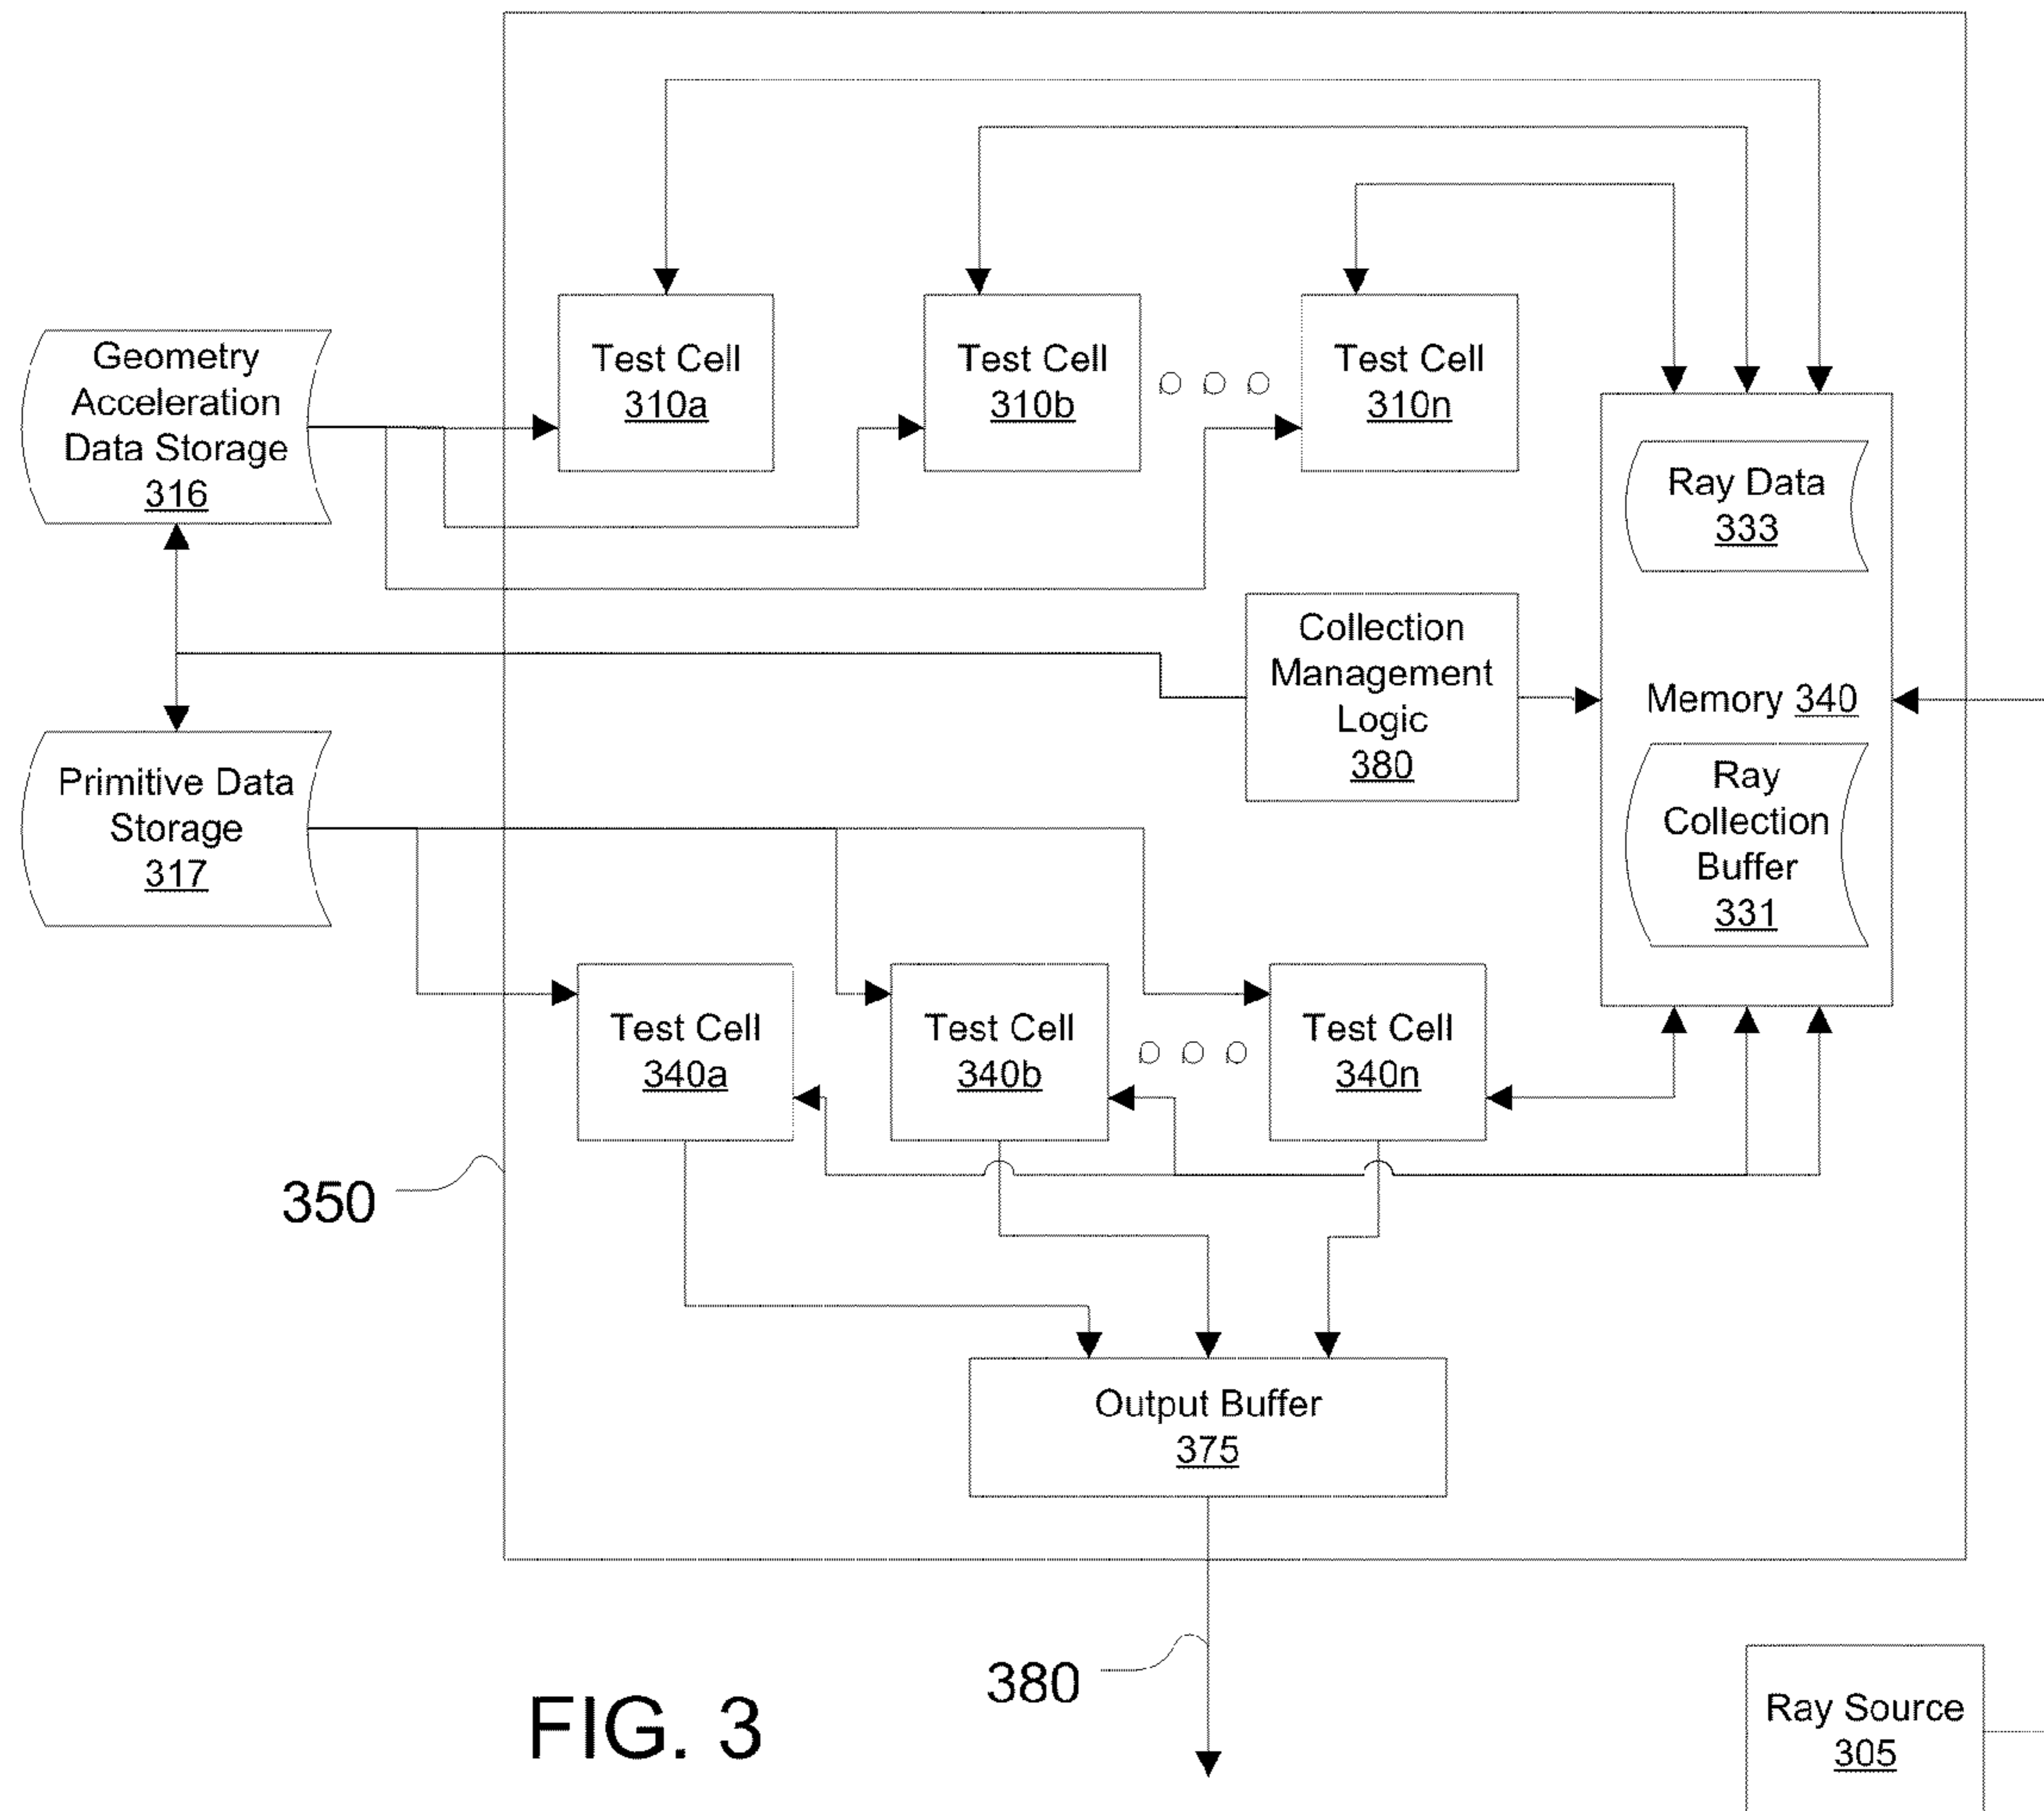 Geometry
Acceleration
Data Storage
316
Test Cell
310a
Test Cell
310b
Test Cell
310n
Ray Data
333
Memory 340
Ray
Collection
Buffer
331
Collection
Management
Logic
380
Primitive Data
Storage
317
Test Cell
340a
Test Cell
340b
Test Cell
340n
350
Output Buffer
375
380
Ray Source
305
FIG. 3